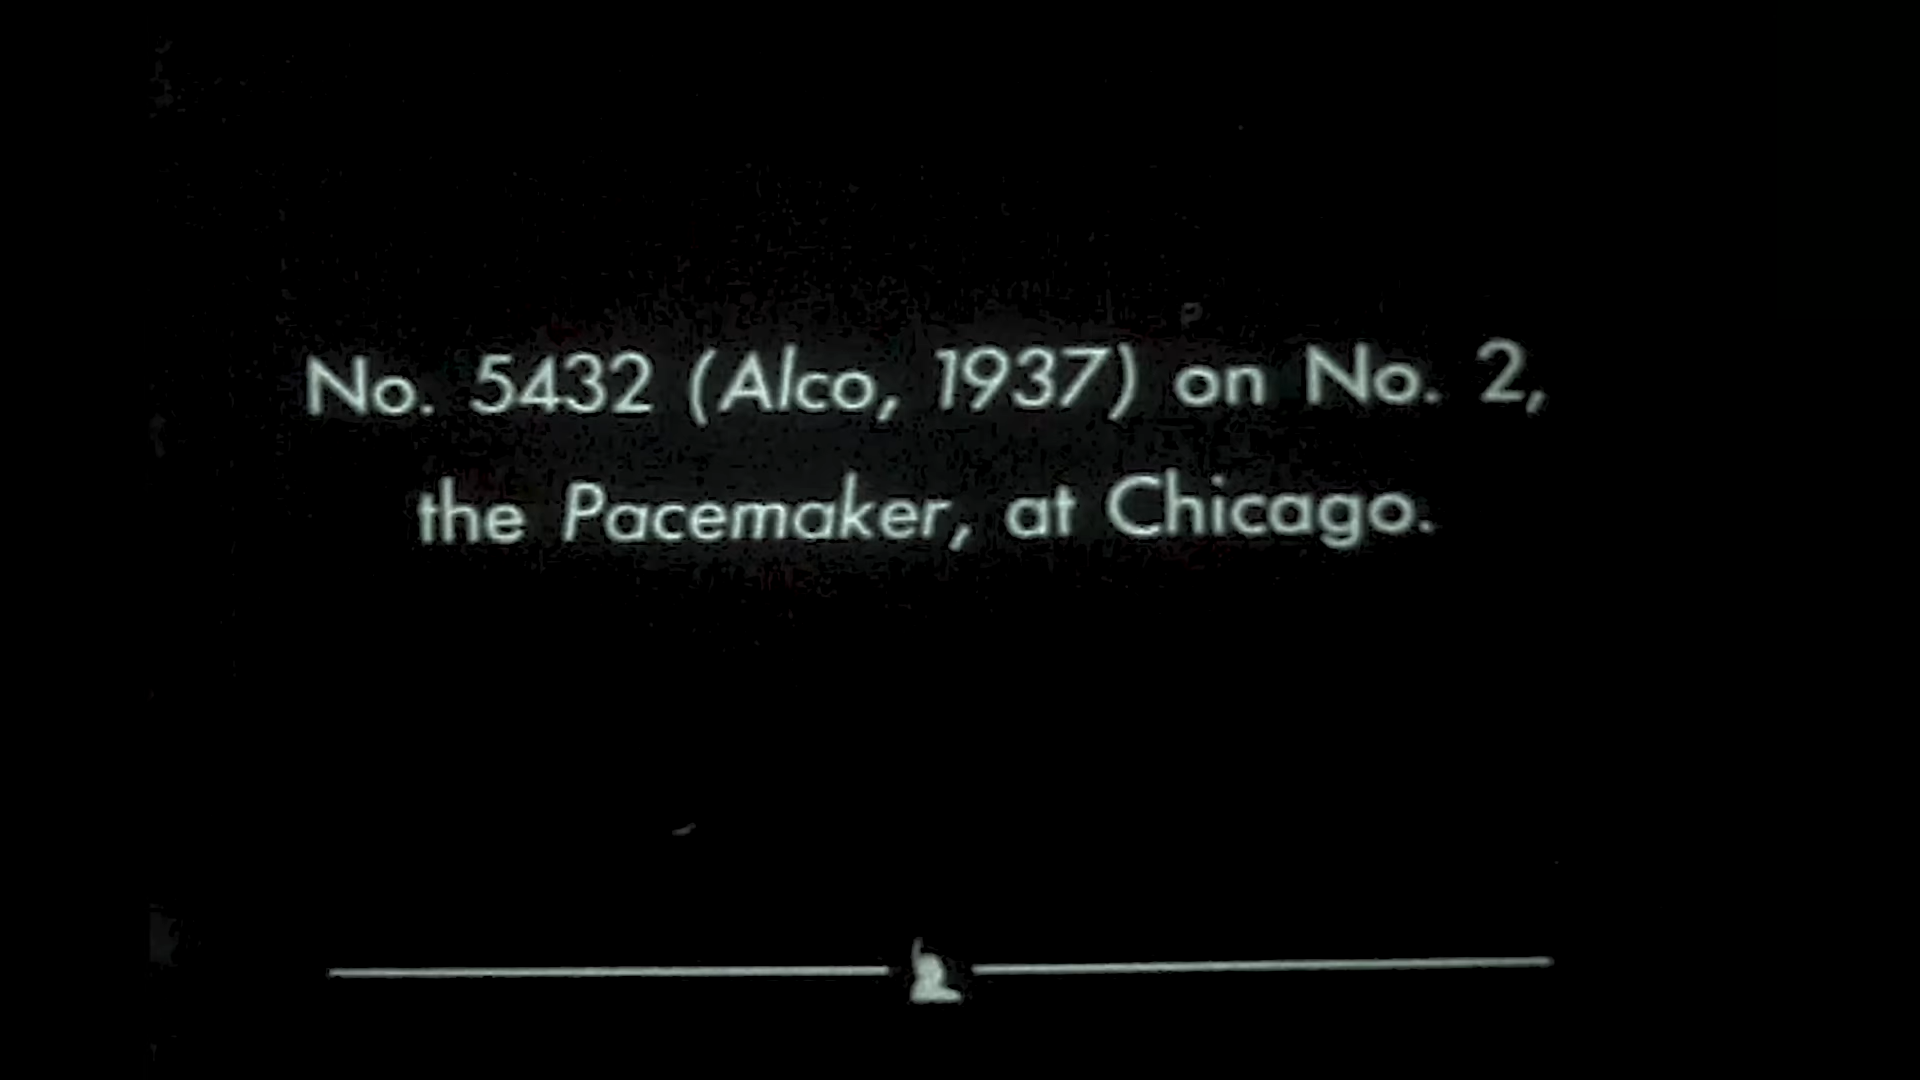 No. 5432 (Alco, 1937) on No. 2,
the Pacemaker, at Chicago.